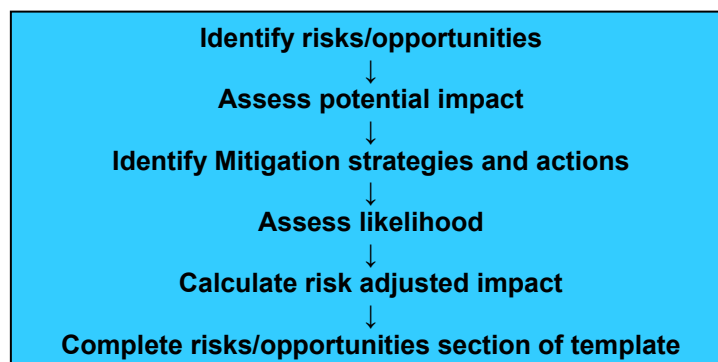 Identify risks/opportunities
↓
Assess potential impact
↓
Identify Mitigation strategies and actions
↓
Assess likelihood
↓
Calculate risk adjusted impact
↓
Complete risks/opportunities section of template